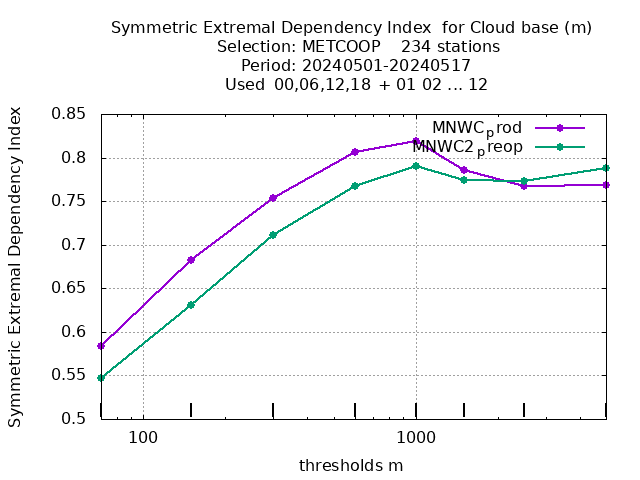 Symmetric Extremal Dependency Index for Cloud base (m)
Selection: METCOOP 234 stations
Period: 20240501-20240517
Used 00,06,12,18 + 01 02 ... 12
MNWCprod
MNWC2preop
Symmetric Extremal Dependency Index
0.85
0.8
0.75
0.7
0.65
0.6
0.55
0.5
100 1000
thresholds m